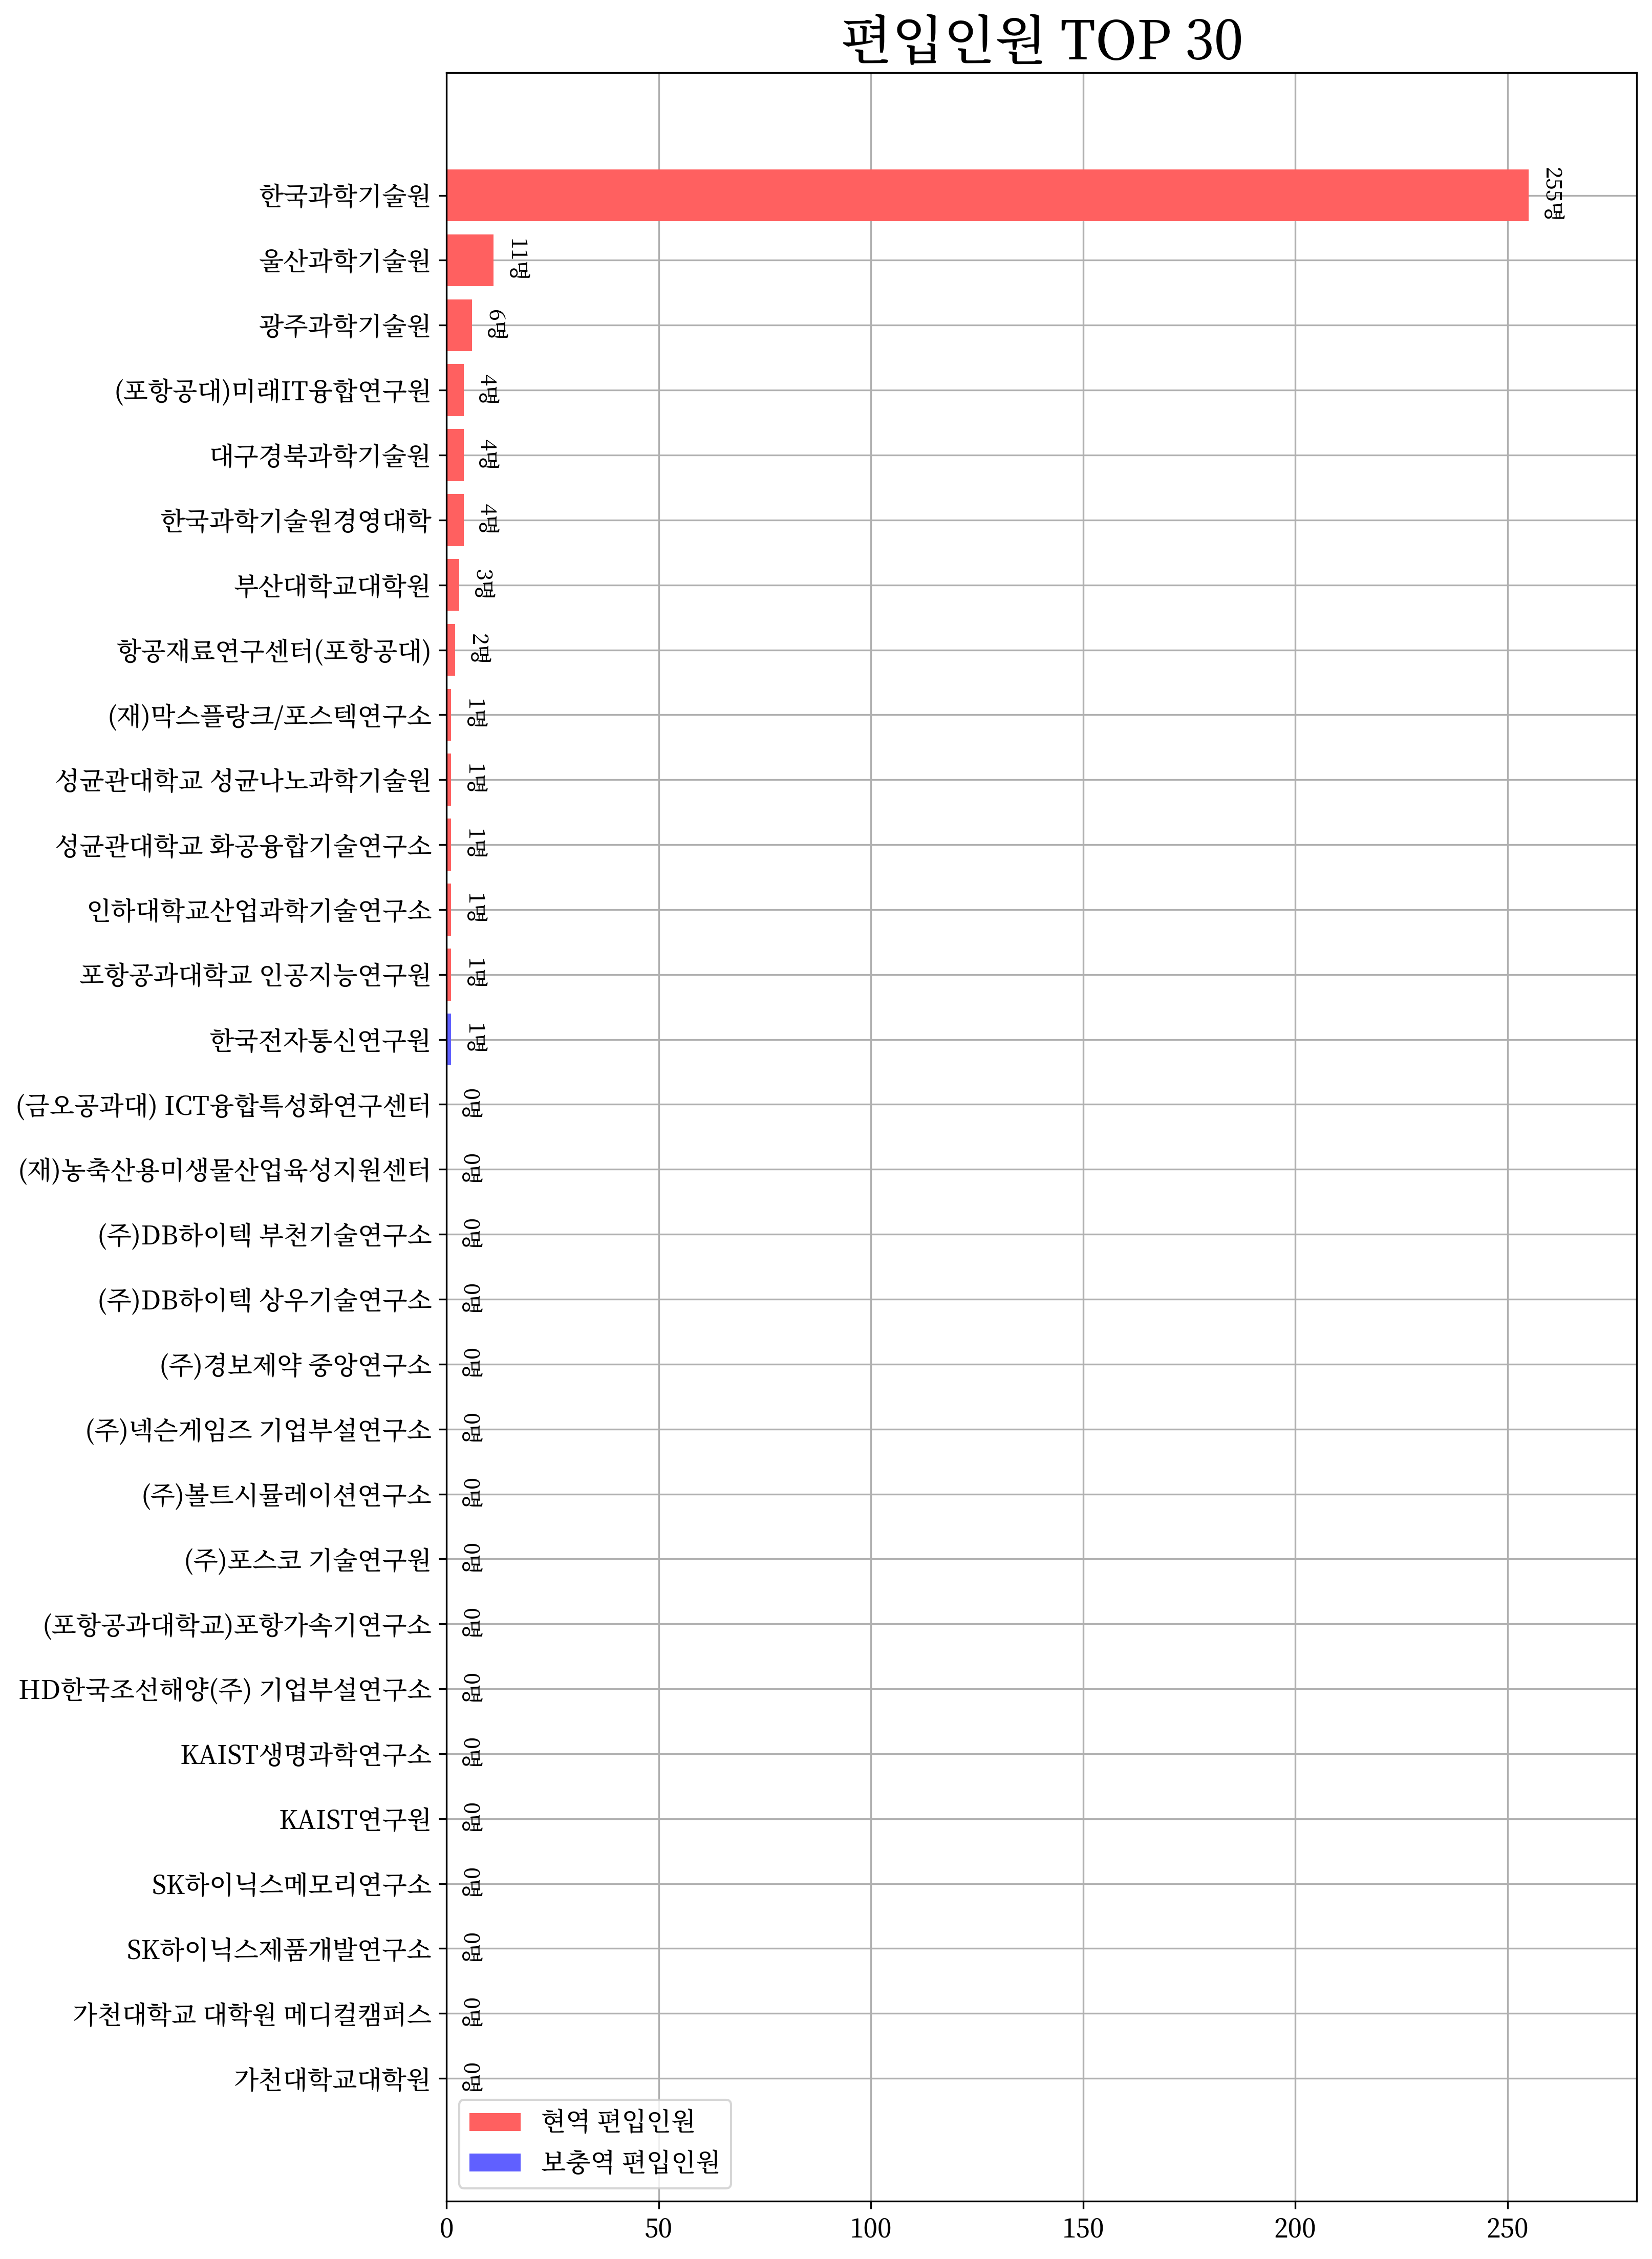 편입인원 TOP 30
한국과학기술원 255명
울산과학기술원 11명
광주과학기술원 6명
(포항공대)미래IT융합연구원 4명
대구경북과학기술원 4명
한국과학기술원경영대학 4명
부산대학교대학원 3명
항공재료연구센터(포항공대) 2명
(재)막스플랑크/포스텍연구소 1명
성균관대학교 성균나노과학기술원 1명
성균관대학교 화공융합기술연구소 1명
인하대학교산업과학기술연구소 1명
포항공과대학교 인공지능연구원 1명
한국전자통신연구원 1명
(금오공과대) ICT융합특성화연구센터 0명
(재)농축산용미생물산업육성지원센터 0명
(주)DB하이텍 부천기술연구소 0명
(주)DB하이텍 상우기술연구소 0명
(주)경보제약 중앙연구소 0명
(주)넥슨게임즈 기업부설연구소 0명
(주)볼트시뮬레이션연구소 0명
(주)포스코 기술연구원 0명
(포항공과대학교)포항가속기연구소 0명
HD한국조선해양(주) 기업부설연구소 0명
KAIST생명과학연구소 0명
KAIST연구원 0명
SK하이닉스메모리연구소 0명
SK하이닉스제품개발연구소 0명
가천대학교 대학원 메디컬캠퍼스 0명
가천대학교대학원 0명
현역 편입인원
보충역 편입인원
0 50 100 150 200 250